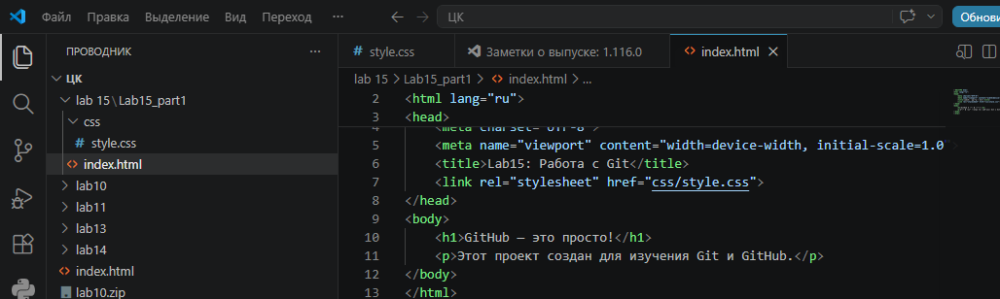 Файл Правка Выделение Вид Переход ··· ← → ЦК Обнови
ПРОВОДНИК ···
ЦК
lab 15 \ Lab15_part1
css
# style.css
<> index.html
lab10
lab11
lab13
lab14
<> index.html
lab10.zip
# style.css Заметки о выпуске: 1.116.0 <> index.html ×
lab 15 > Lab15_part1 > <> index.html > ...
2 <html lang="ru">
3 <head>
4 <meta charset="UTF-8">
5 <meta name="viewport" content="width=device-width, initial-scale=1.0"
6 <title>Lab15: Работа с Git</title>
7 <link rel="stylesheet" href="css/style.css">
8 </head>
9 <body>
10 <h1>GitHub — это просто!</h1>
11 <p>Этот проект создан для изучения Git и GitHub.</p>
12 </body>
13 </html>